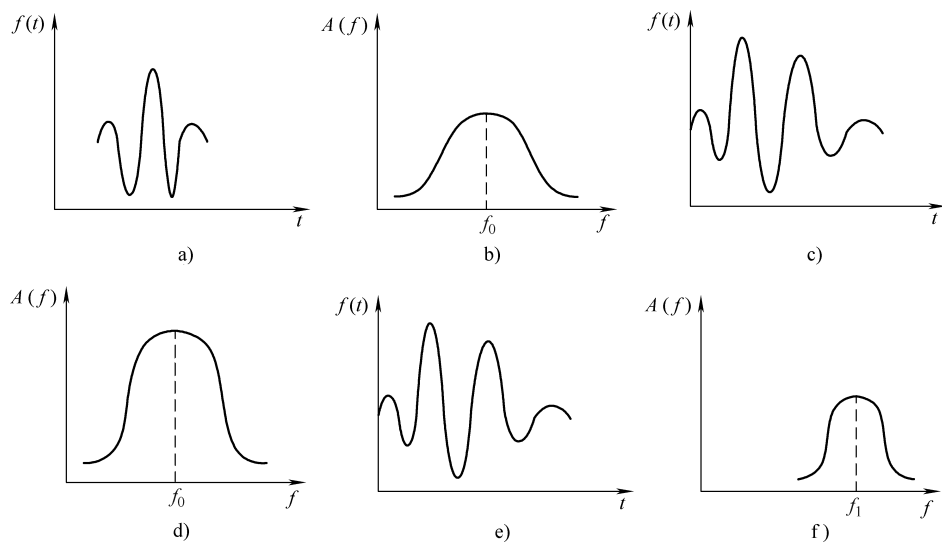 f(t)
t
a)
A(f)
f₀
f
b)
f(t)
t
c)
A(f)
f₀
f
d)
f(t)
t
e)
A(f)
f₁
f
f)